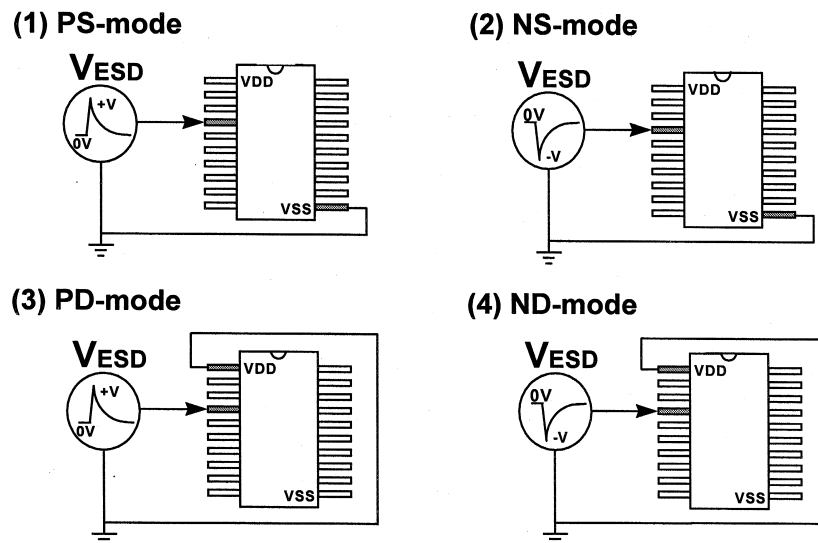 (1) PS-mode
VESD
+V
0V
VDD
VSS
(2) NS-mode
VESD
0V
-V
VDD
VSS
(3) PD-mode
VESD
+V
0V
VDD
VSS
(4) ND-mode
VESD
0V
-V
VDD
VSS